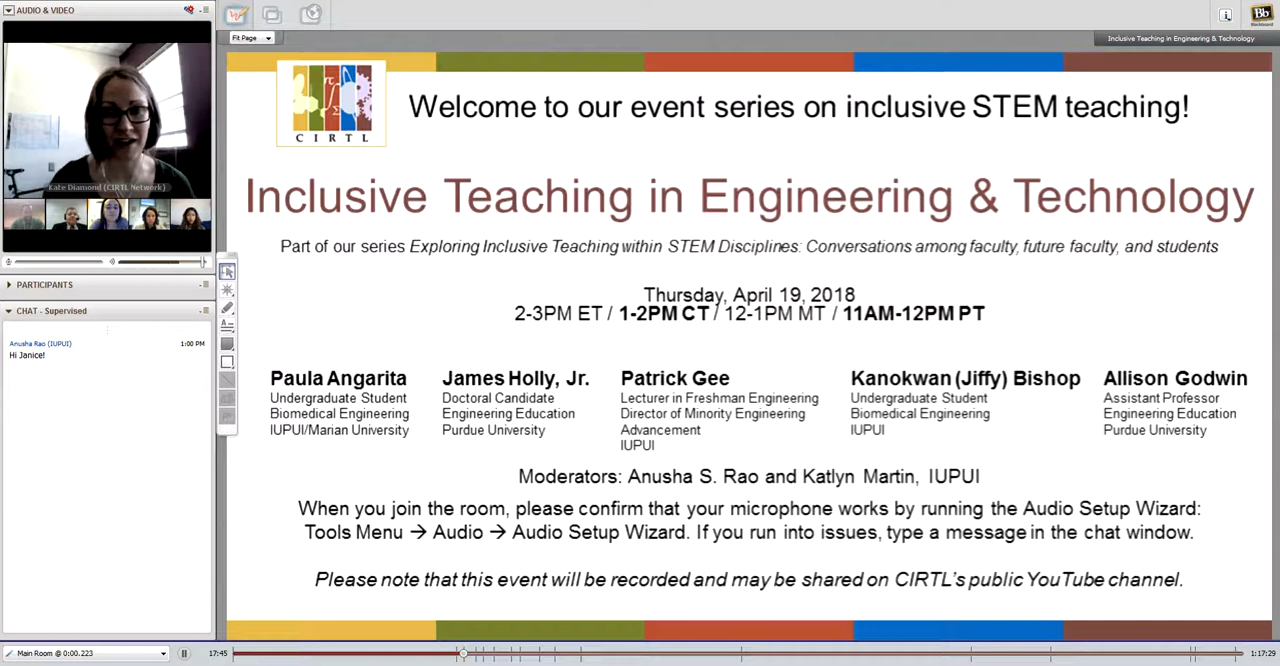 AUDIO & VIDEO
Kate Diamond (CIRTL Network)
PARTICIPANTS
CHAT - Supervised
Anusha Rao (IUPUI) 1:00 PM
Hi Janice!
Fit Page
Bb
Inclusive Teaching in Engineering & Technology
CIRTL
Welcome to our event series on inclusive STEM teaching!
Inclusive Teaching in Engineering & Technology
Part of our series Exploring Inclusive Teaching within STEM Disciplines: Conversations among faculty, future faculty, and students
Thursday, April 19, 2018
2-3PM ET / 1-2PM CT / 12-1PM MT / 11AM-12PM PT
Paula Angarita
Undergraduate Student
Biomedical Engineering
IUPUI/Marian University
James Holly, Jr.
Doctoral Candidate
Engineering Education
Purdue University
Patrick Gee
Lecturer in Freshman Engineering
Director of Minority Engineering
Advancement
IUPUI
Kanokwan (Jiffy) Bishop
Undergraduate Student
Biomedical Engineering
IUPUI
Allison Godwin
Assistant Professor
Engineering Education
Purdue University
Moderators: Anusha S. Rao and Katlyn Martin, IUPUI
When you join the room, please confirm that your microphone works by running the Audio Setup Wizard:
Tools Menu → Audio → Audio Setup Wizard. If you run into issues, type a message in the chat window.
Please note that this event will be recorded and may be shared on CIRTL's public YouTube channel.
Main Room @ 0:00.223
17:45
1:17:29